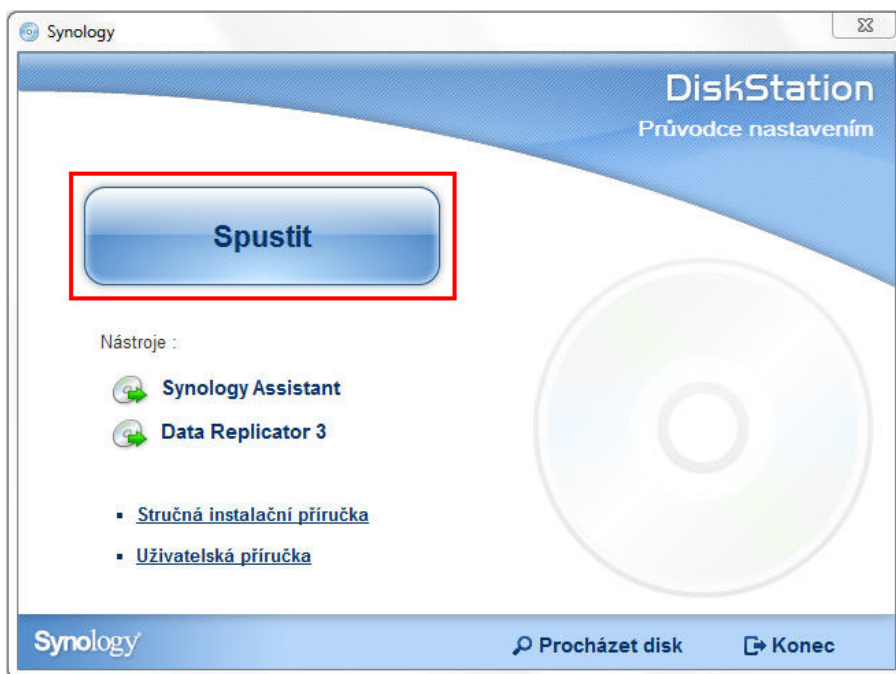 Synology
DiskStation
Průvodce nastavením
Spustit
Nástroje :
Synology Assistant
Data Replicator 3
Stručná instalační příručka
Uživatelská příručka
Synology
Procházet disk
Konec